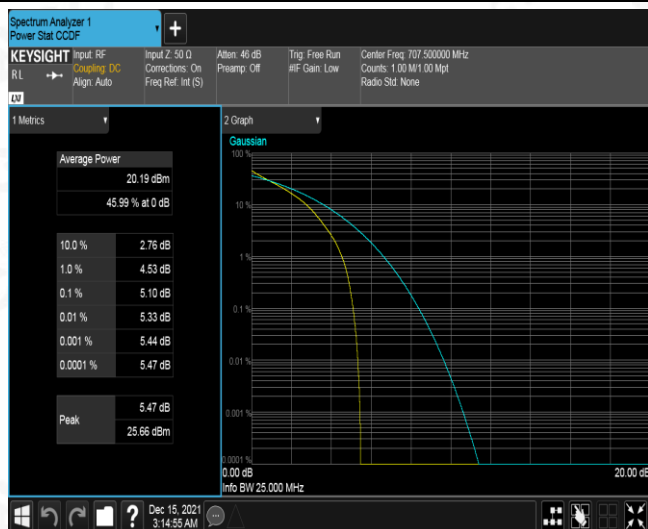 Spectrum Analyzer 1
Power Stat CCDF
+
KEYSIGHT
RL
LXI
Input: RF
Coupling: DC
Align: Auto
Input Z: 50 Ω
Corrections: On
Freq Ref: Int (S)
Atten: 46 dB
Preamp: Off
Trig: Free Run
#IF Gain: Low
Center Freq: 707.500000 MHz
Counts: 1.00 M/1.00 Mpt
Radio Std: None
1 Metrics
Average Power
20.19 dBm
45.99 % at 0 dB
10.0 % 2.76 dB
1.0 % 4.53 dB
0.1 % 5.10 dB
0.01 % 5.33 dB
0.001 % 5.44 dB
0.0001 % 5.47 dB
Peak
5.47 dB
25.66 dBm
2 Graph
Gaussian
100 %
10 %
1 %
0.1 %
0.01 %
0.001 %
0.0001 %
0.00 dB
20.00 dB
Info BW 25.000 MHz
?
Dec 15, 2021
3:14:55 AM